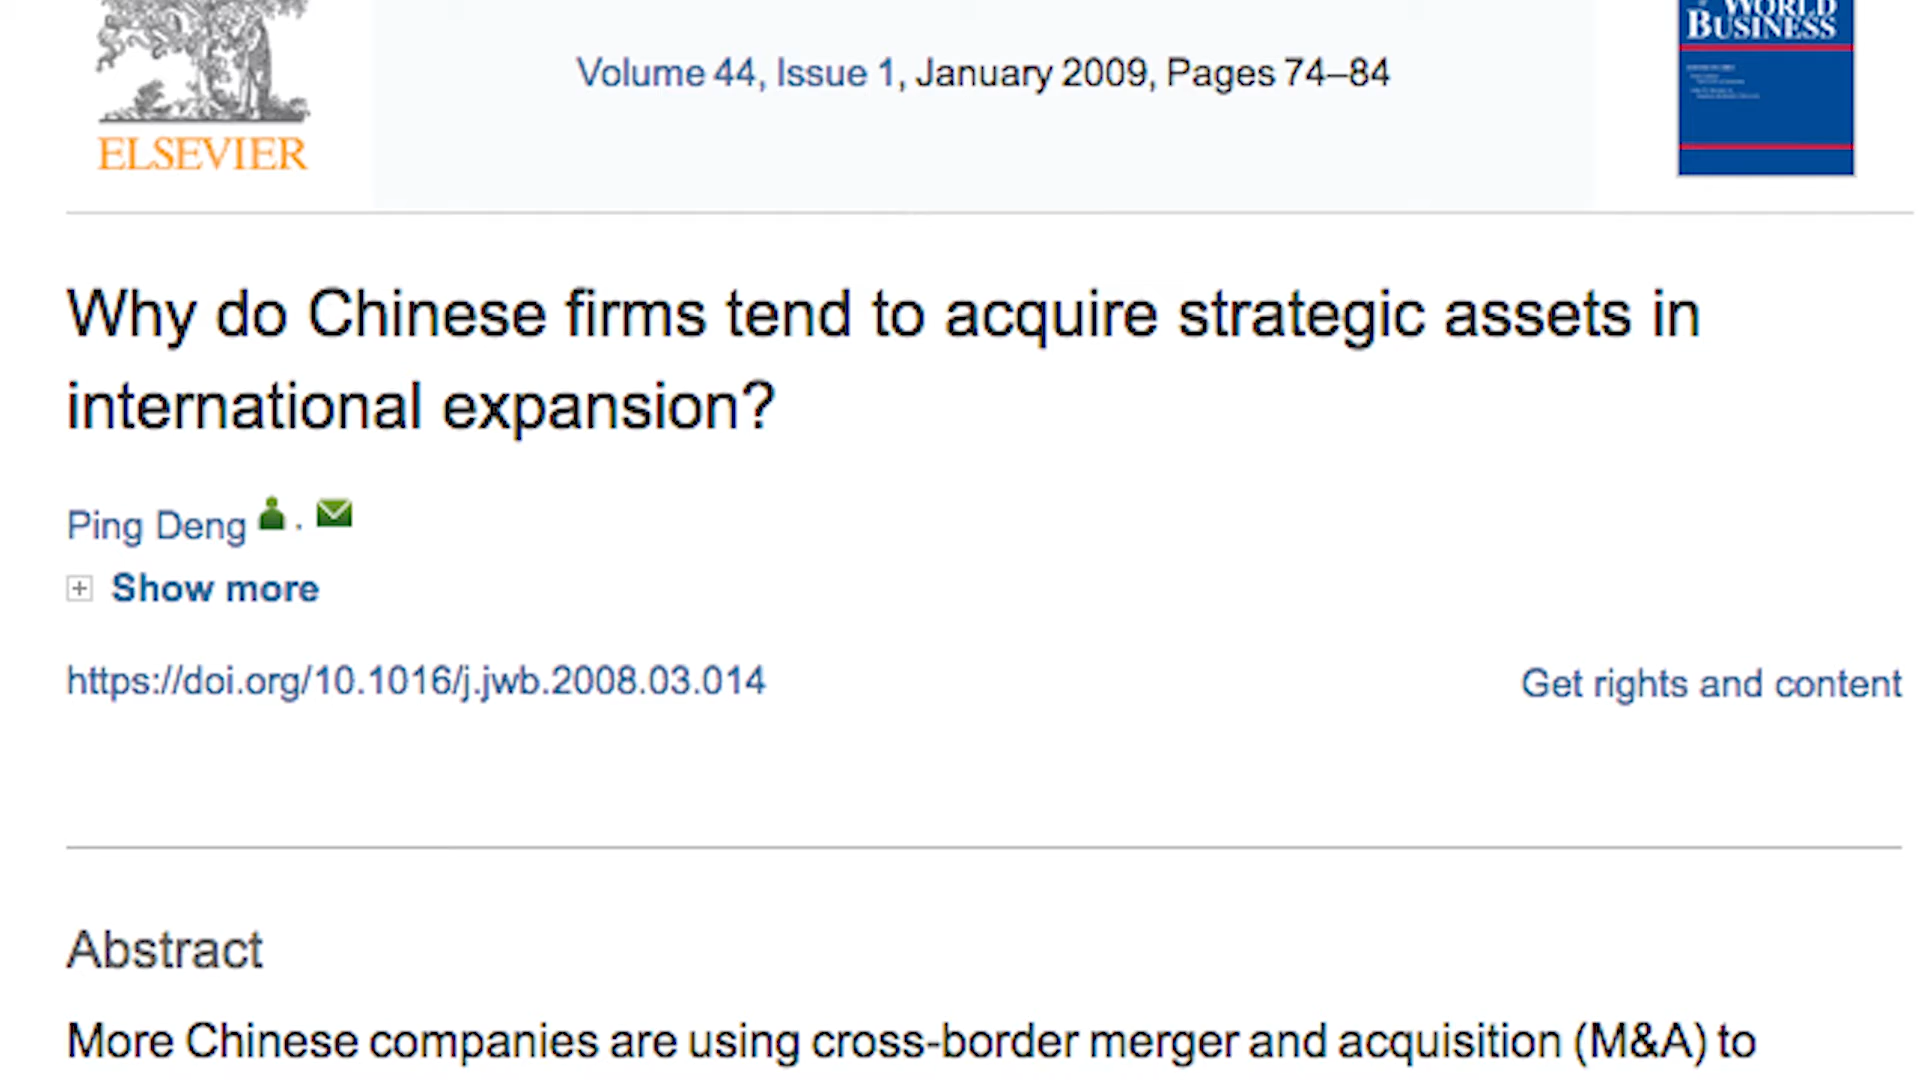 WORLD
BUSINESS
ELSEVIER
Volume 44, Issue 1, January 2009, Pages 74–84
Why do Chinese firms tend to acquire strategic assets in
international expansion?
Ping Deng ,
Show more
https://doi.org/10.1016/j.jwb.2008.03.014
Get rights and content
Abstract
More Chinese companies are using cross-border merger and acquisition (M&A) to